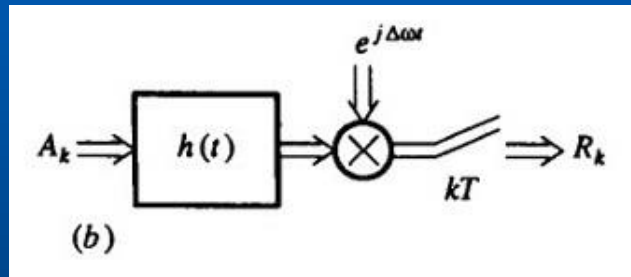 e^{jΔωt}
A_k h(t) R_k
kT
(b)